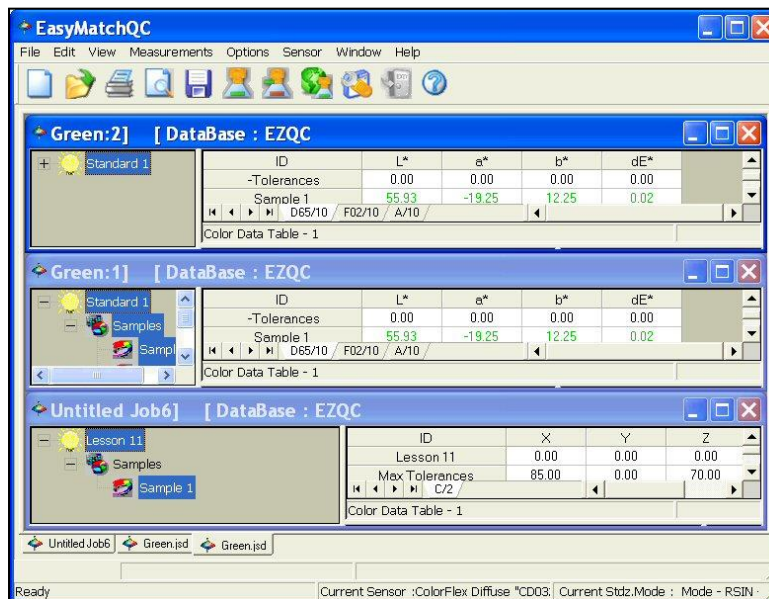 EasyMatchQC
File Edit View Measurements Options Sensor Window Help
Green:2] [ DataBase : EZQC
Standard 1
ID L* a* b* dE*
-Tolerances 0.00 0.00 0.00 0.00
Sample 1 55.93 -19.25 12.25 0.02
D65/10 F02/10 A/10
Color Data Table - 1
Green:1] [ DataBase : EZQC
Standard 1
Samples
Sampl
ID L* a* b* dE*
-Tolerances 0.00 0.00 0.00 0.00
Sample 1 55.93 -19.25 12.25 0.02
D65/10 F02/10 A/10
Color Data Table - 1
Untitled Job6] [ DataBase : EZQC
Lesson 11
Samples
Sample 1
ID X Y Z
Lesson 11 0.00 0.00 0.00
Max Tolerances 85.00 0.00 70.00
C/2
Color Data Table - 1
Untitled Job6 Green.jsd Green.jsd
Ready Current Sensor :ColorFlex Diffuse "CD03: Current Stdz.Mode : Mode - RSIN -